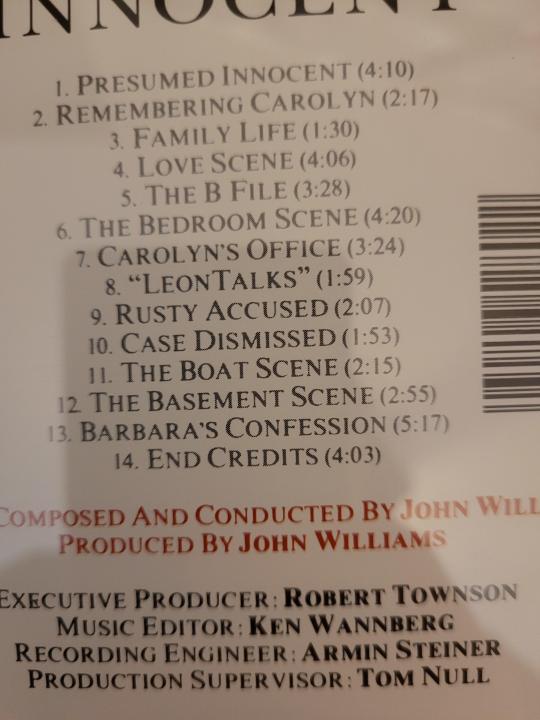 INNOCENT
1. PRESUMED INNOCENT (4:10)
2. REMEMBERING CAROLYN (2:17)
3. FAMILY LIFE (1:30)
4. LOVE SCENE (4:06)
5. THE B FILE (3:28)
6. THE BEDROOM SCENE (4:20)
7. CAROLYN'S OFFICE (3:24)
8. “LEONTALKS” (1:59)
9. RUSTY ACCUSED (2:07)
10. CASE DISMISSED (1:53)
11. THE BOAT SCENE (2:15)
12. THE BASEMENT SCENE (2:55)
13. BARBARA'S CONFESSION (5:17)
14. END CREDITS (4:03)
COMPOSED AND CONDUCTED BY JOHN WILL
PRODUCED BY JOHN WILLIAMS
EXECUTIVE PRODUCER: ROBERT TOWNSON
MUSIC EDITOR: KEN WANNBERG
RECORDING ENGINEER: ARMIN STEINER
PRODUCTION SUPERVISOR: TOM NULL